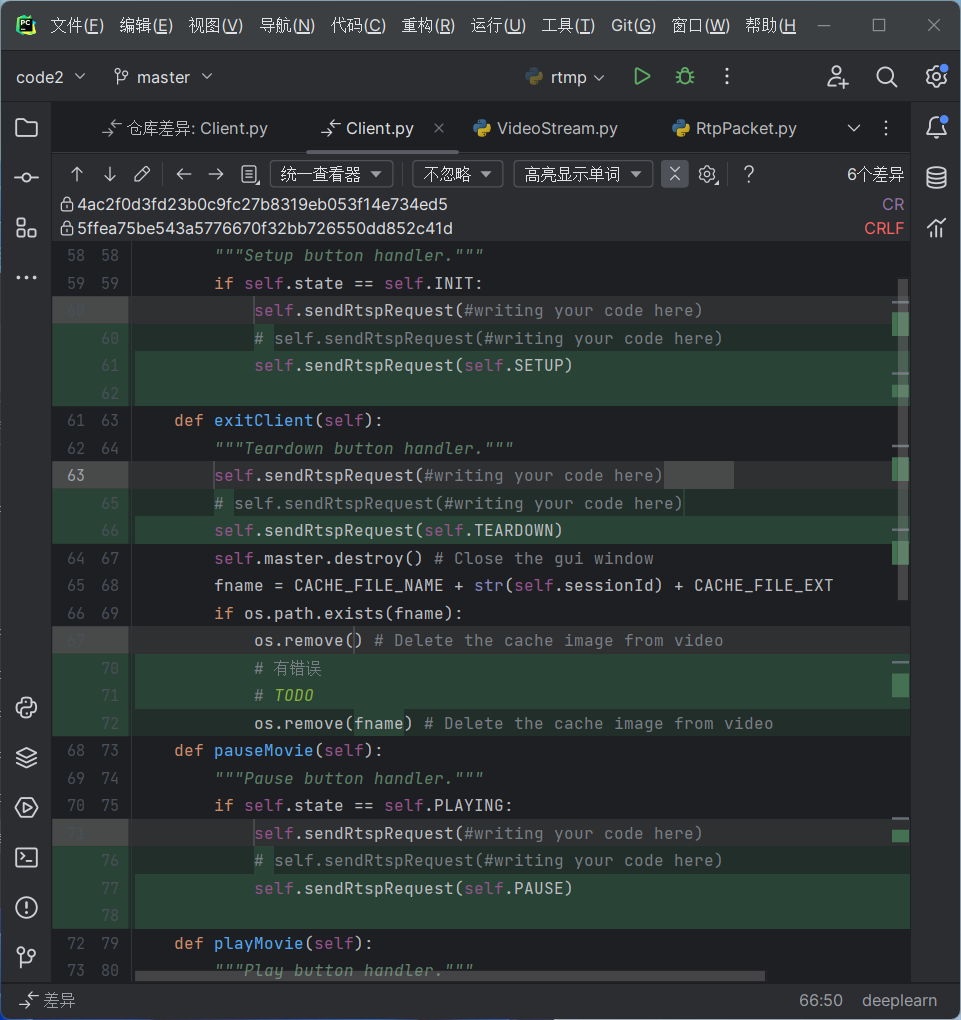 PC 文件(F) 编辑(E) 视图(V) 导航(N) 代码(C) 重构(R) 运行(U) 工具(T) Git(G) 窗口(W) 帮助(H
code2 master rtmp
仓库差异: Client.py Client.py VideoStream.py RtpPacket.py
统一查看器 不忽略 高亮显示单词 ? 6个差异
4ac2f0d3fd23b0c9fc27b8319eb053f14e734ed5 CR
5ffea75be543a5776670f32bb726550dd852c41d CRLF
58 58 """Setup button handler."""
59 59 if self.state == self.INIT:
60 self.sendRtspRequest(#writing your code here)
60 # self.sendRtspRequest(#writing your code here)
61 self.sendRtspRequest(self.SETUP)
62
61 63 def exitClient(self):
62 64 """Teardown button handler."""
63 self.sendRtspRequest(#writing your code here)
65 # self.sendRtspRequest(#writing your code here)
66 self.sendRtspRequest(self.TEARDOWN)
64 67 self.master.destroy() # Close the gui window
65 68 fname = CACHE_FILE_NAME + str(self.sessionId) + CACHE_FILE_EXT
66 69 if os.path.exists(fname):
67 os.remove() # Delete the cache image from video
70 # 有错误
71 # TODO
72 os.remove(fname) # Delete the cache image from video
68 73 def pauseMovie(self):
69 74 """Pause button handler."""
70 75 if self.state == self.PLAYING:
71 self.sendRtspRequest(#writing your code here)
76 # self.sendRtspRequest(#writing your code here)
77 self.sendRtspRequest(self.PAUSE)
78
72 79 def playMovie(self):
73 80 """Play button handler."""
差异 66:50 deeplearn